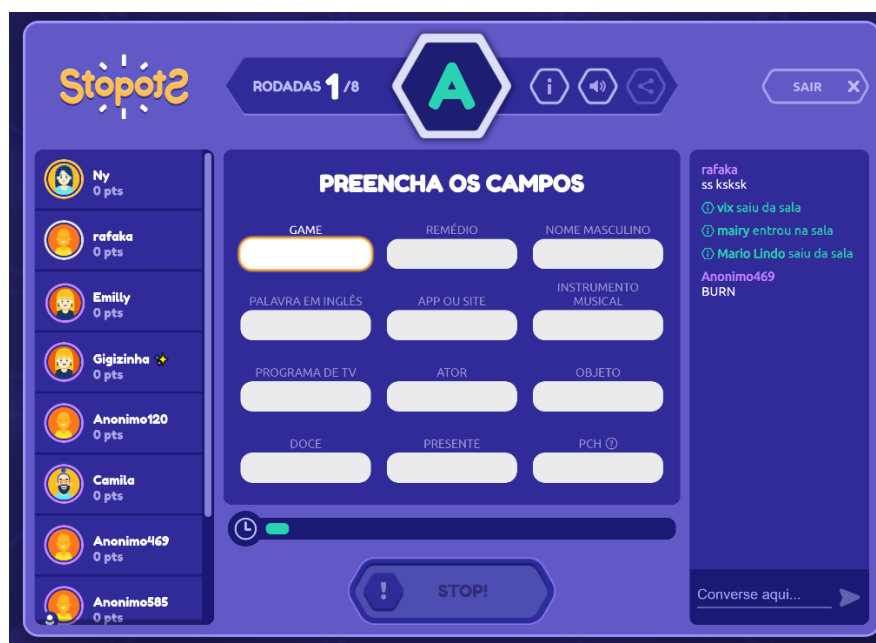 Stopots
RODADAS 1/8
A
SAIR X
Ny
0 pts
rafaka
0 pts
Emilly
0 pts
Gigizinha ✨
0 pts
Anonimo120
0 pts
Camila
0 pts
Anonimo469
0 pts
Anonimo585
0 pts
PREENCHA OS CAMPOS
GAME
REMÉDIO
NOME MASCULINO
PALAVRA EM INGLÊS
APP OU SITE
INSTRUMENTO
MUSICAL
PROGRAMA DE TV
ATOR
OBJETO
DOCE
PRESENTE
PCH ?
! STOP!
rafaka
ss ksksk
vix saiu da sala
mairy entrou na sala
Mario Lindo saiu da sala
Anonimo469
BURN
Converse aqui...